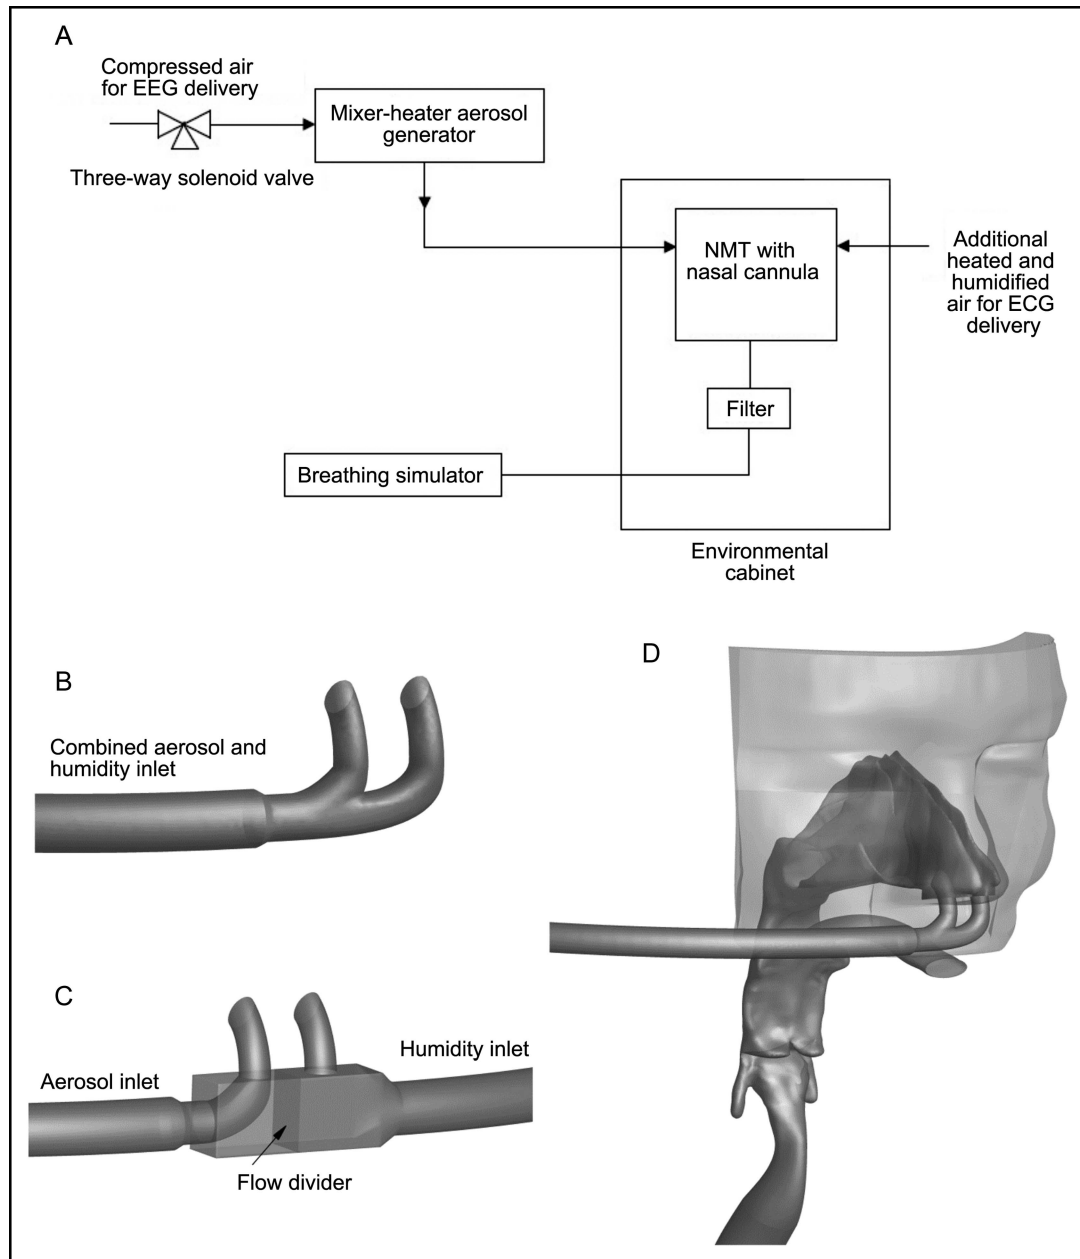 A
Compressed air
for EEG delivery
Three-way solenoid valve
Mixer-heater aerosol
generator
NMT with
nasal cannula
Additional
heated and
humidified
air for ECG
delivery
Filter
Breathing simulator
Environmental
cabinet
B
Combined aerosol and
humidity inlet
C
Aerosol inlet
Humidity inlet
Flow divider
D